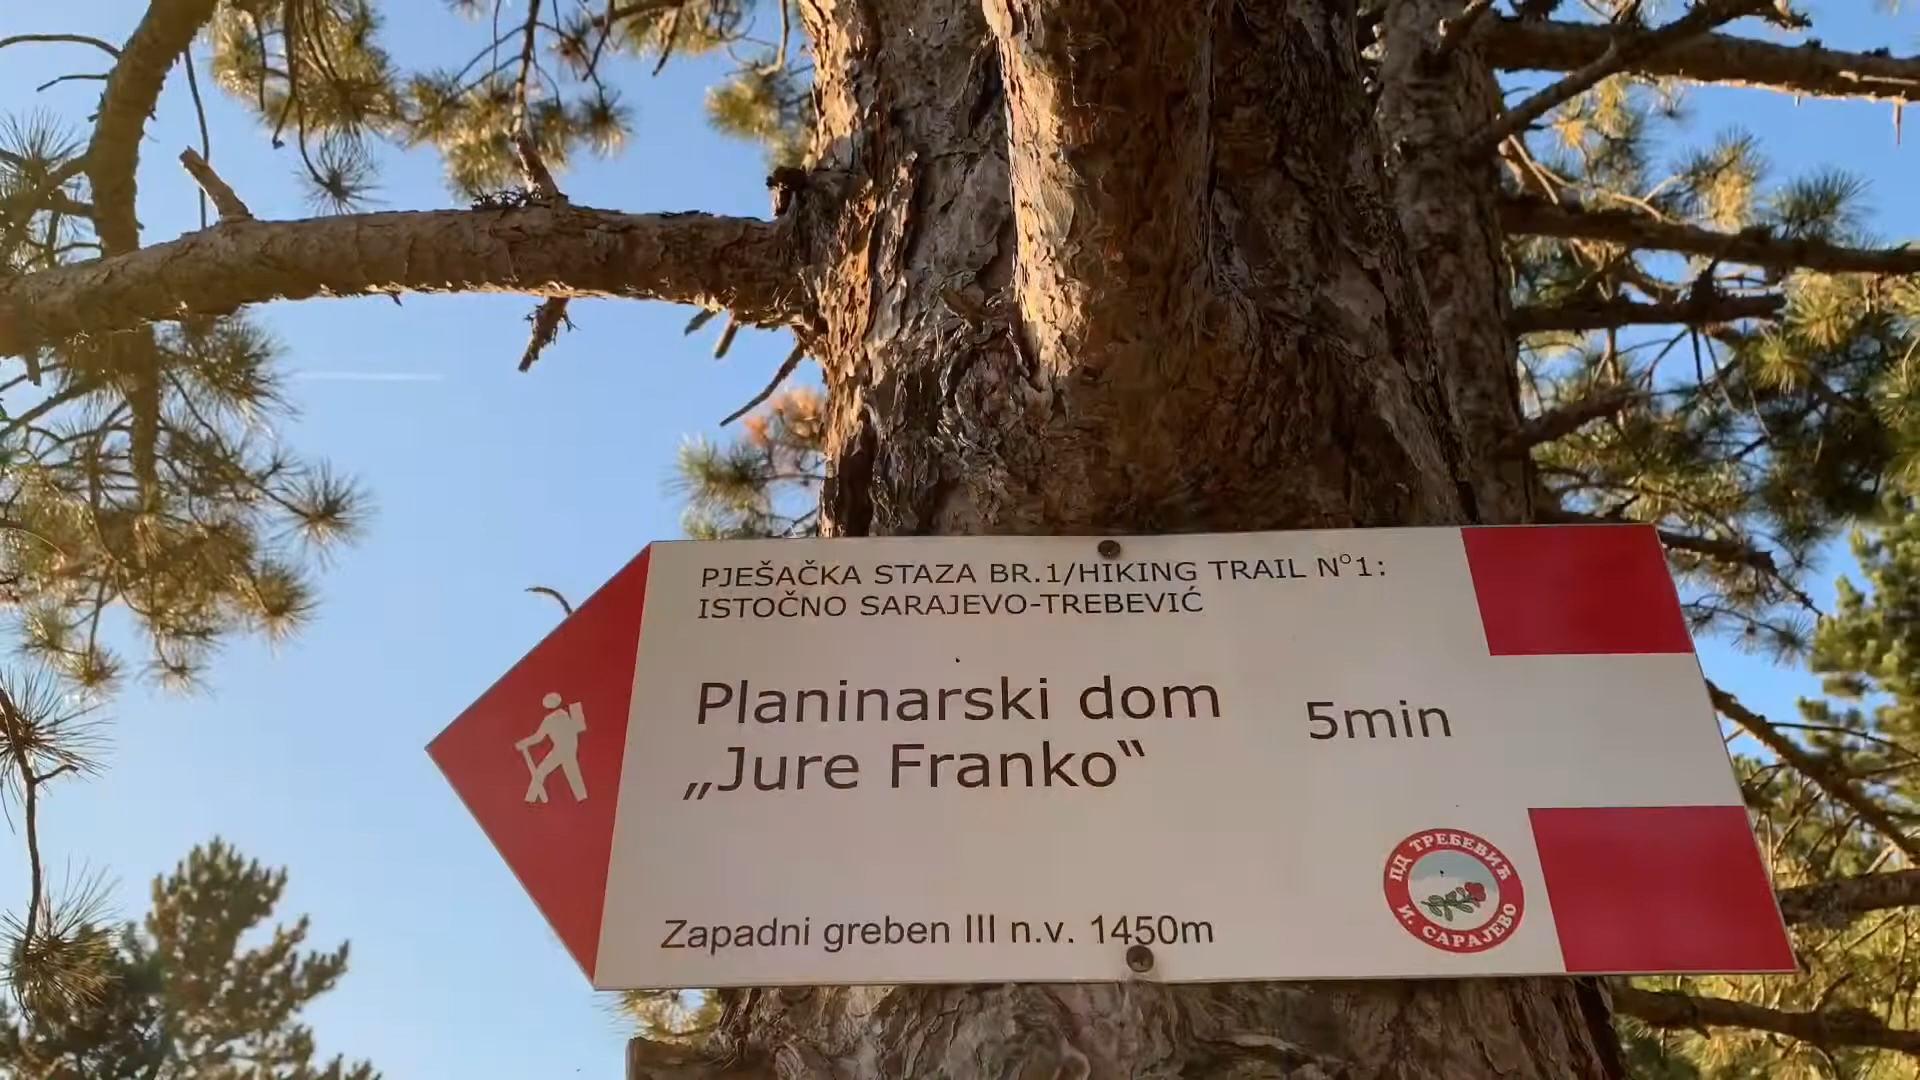 PJEŠAČKA STAZA BR.1/HIKING TRAIL Nº1:
ISTOČNO SARAJEVO-TREBEVIĆ
Planinarski dom
„Jure Franko“
5min
ПД ТРЕБЕВИЋ
И. САРАЈЕВО
Zapadni greben III n.v. 1450m